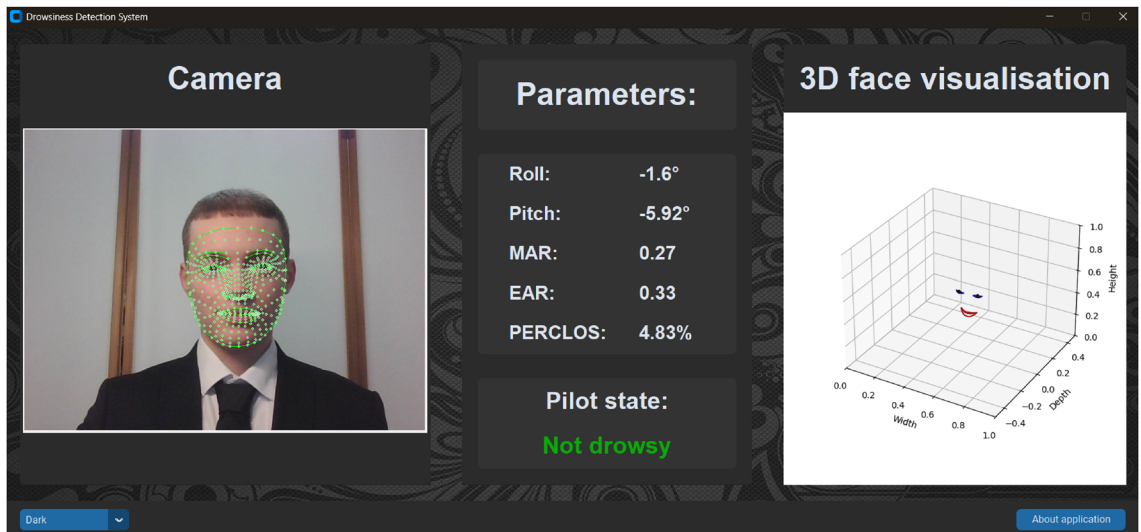 Drowsiness Detection System
Camera
Parameters:
Roll: -1.6°
Pitch: -5.92°
MAR: 0.27
EAR: 0.33
PERCLOS: 4.83%
Pilot state:
Not drowsy
3D face visualisation
1.0
0.8
0.6
0.4
0.2
0.0
Height
0.4
0.2
0.0
−0.2
−0.4
Depth
0.0
0.2
0.4
0.6
0.8
1.0
Width
Dark
About application